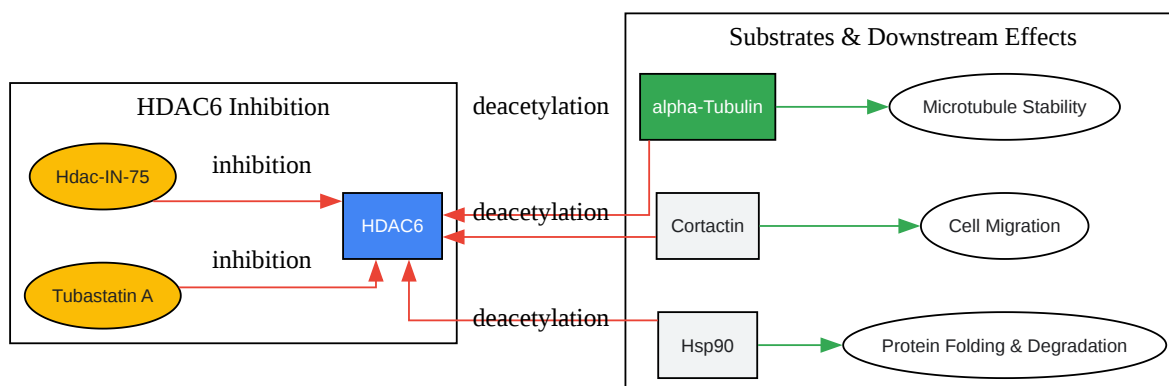 Substrates & Downstream Effects
HDAC6 Inhibition
deacetylation
alpha-Tubulin
Microtubule Stability
Hdac-IN-75
inhibition
HDAC6
deacetylation
Cortactin
Cell Migration
inhibition
Tubastatin A
deacetylation
Hsp90
Protein Folding & Degradation